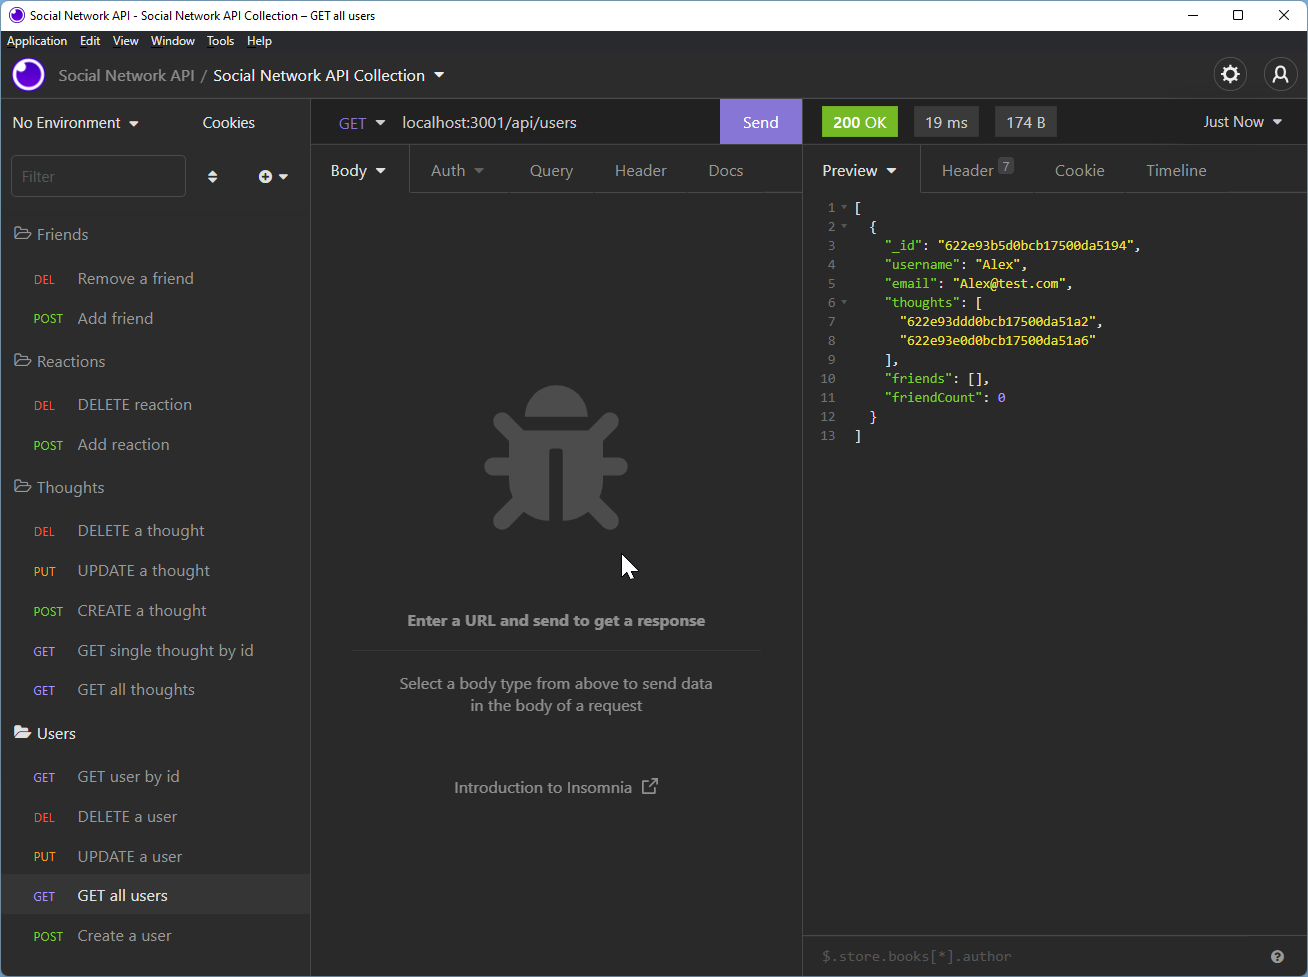 Social Network API - Social Network API Collection – GET all users
Application Edit View Window Tools Help
Social Network API / Social Network API Collection
No Environment Cookies
Filter
Friends
DEL Remove a friend
POST Add friend
Reactions
DEL DELETE reaction
POST Add reaction
Thoughts
DEL DELETE a thought
PUT UPDATE a thought
POST CREATE a thought
GET GET single thought by id
GET GET all thoughts
Users
GET GET user by id
DEL DELETE a user
PUT UPDATE a user
GET GET all users
POST Create a user
GET localhost:3001/api/users Send
Body Auth Query Header Docs
Enter a URL and send to get a response
Select a body type from above to send data
in the body of a request
Introduction to Insomnia
200 OK 19 ms 174 B Just Now
Preview Header 7 Cookie Timeline
1 [
2 {
3 "_id": "622e93b5d0bcb17500da5194",
4 "username": "Alex",
5 "email": "Alex@test.com",
6 "thoughts": [
7 "622e93ddd0bcb17500da51a2",
8 "622e93e0d0bcb17500da51a6"
9 ],
10 "friends": [],
11 "friendCount": 0
12 }
13 ]
$.store.books[*].author ?